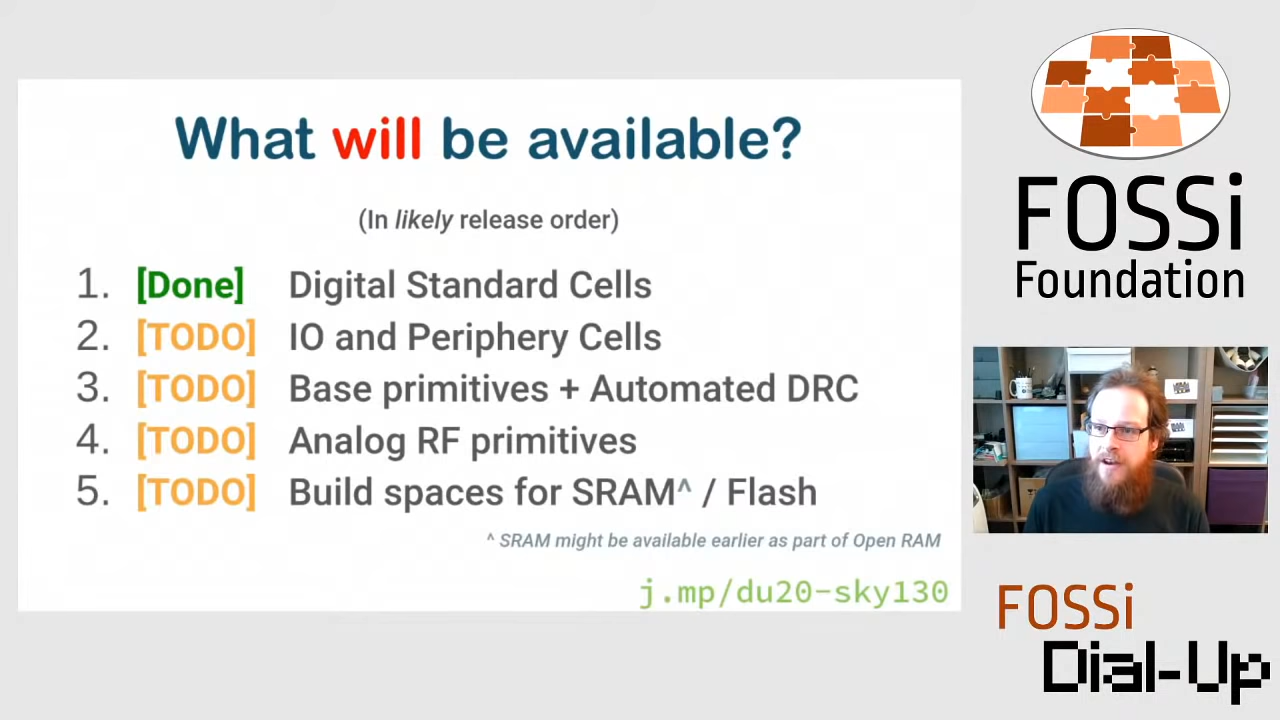 What will be available?
(In likely release order)
1. [Done] Digital Standard Cells
2. [TODO] IO and Periphery Cells
3. [TODO] Base primitives + Automated DRC
4. [TODO] Analog RF primitives
5. [TODO] Build spaces for SRAM^ / Flash
^ SRAM might be available earlier as part of Open RAM
j.mp/du20-sky130
FOSSi
Foundation
FOSSi
Dial-Up